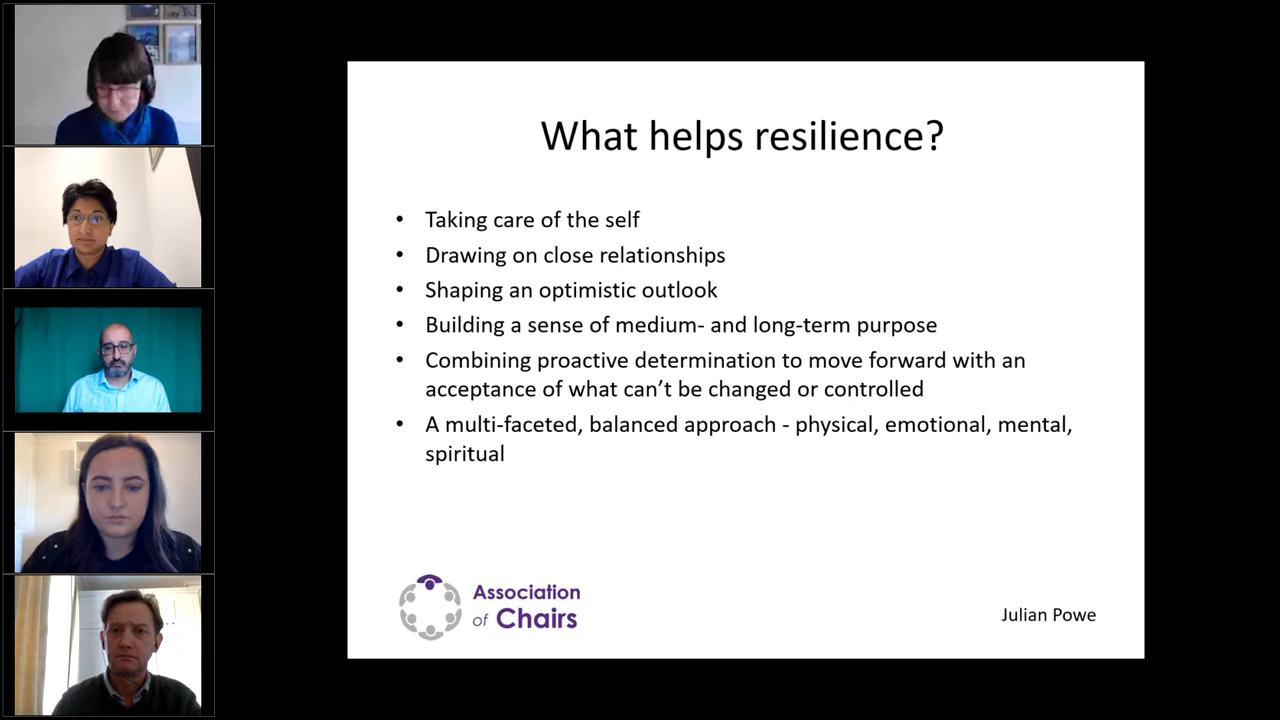 What helps resilience?
• Taking care of the self
• Drawing on close relationships
• Shaping an optimistic outlook
• Building a sense of medium- and long-term purpose
• Combining proactive determination to move forward with an
acceptance of what can’t be changed or controlled
• A multi-faceted, balanced approach - physical, emotional, mental,
spiritual
Association
of Chairs
Julian Powe